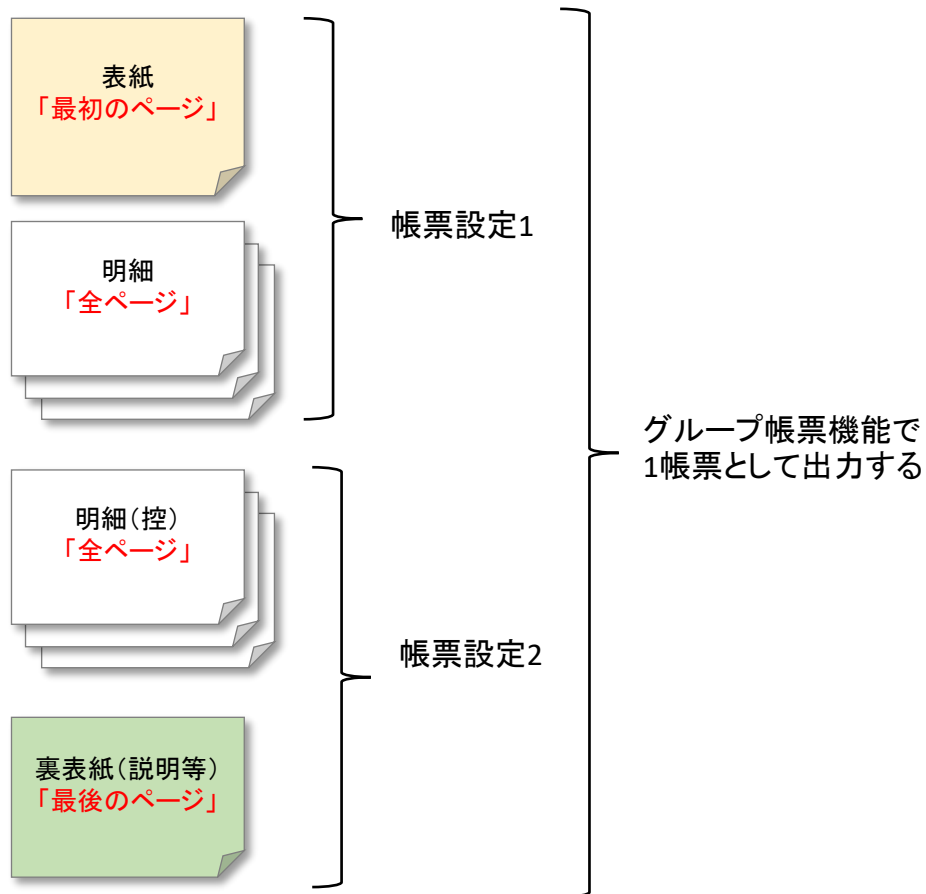 表紙
「最初のページ」
明細
「全ページ」
帳票設定1
明細（控）
「全ページ」
裏表紙（説明等）
「最後のページ」
帳票設定2
グループ帳票機能で
1帳票として出力する